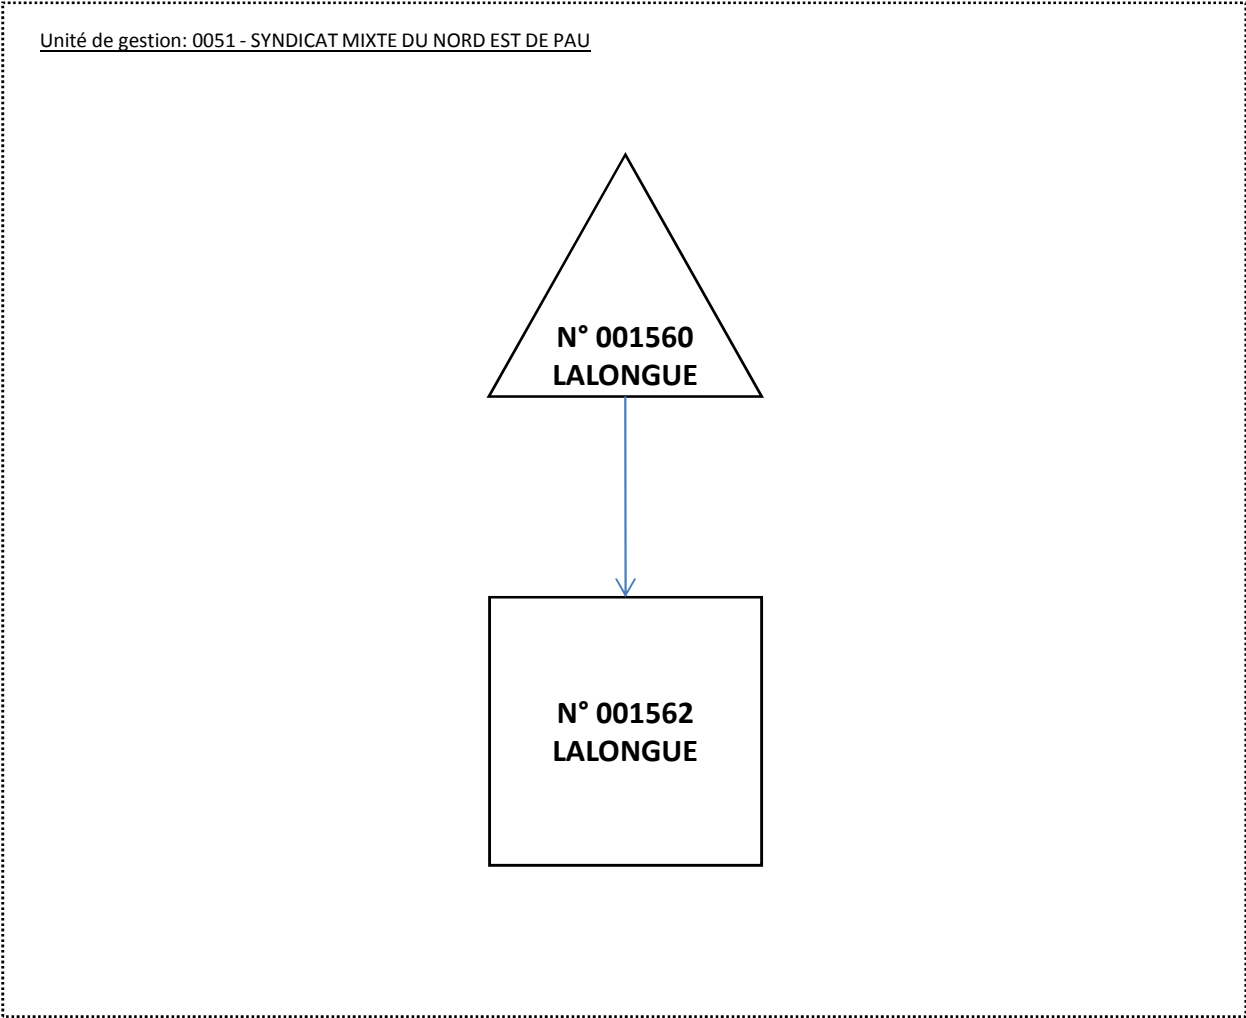 Unité de gestion: 0051 - SYNDICAT MIXTE DU NORD EST DE PAU
N° 001560
LALONGUE
N° 001562
LALONGUE